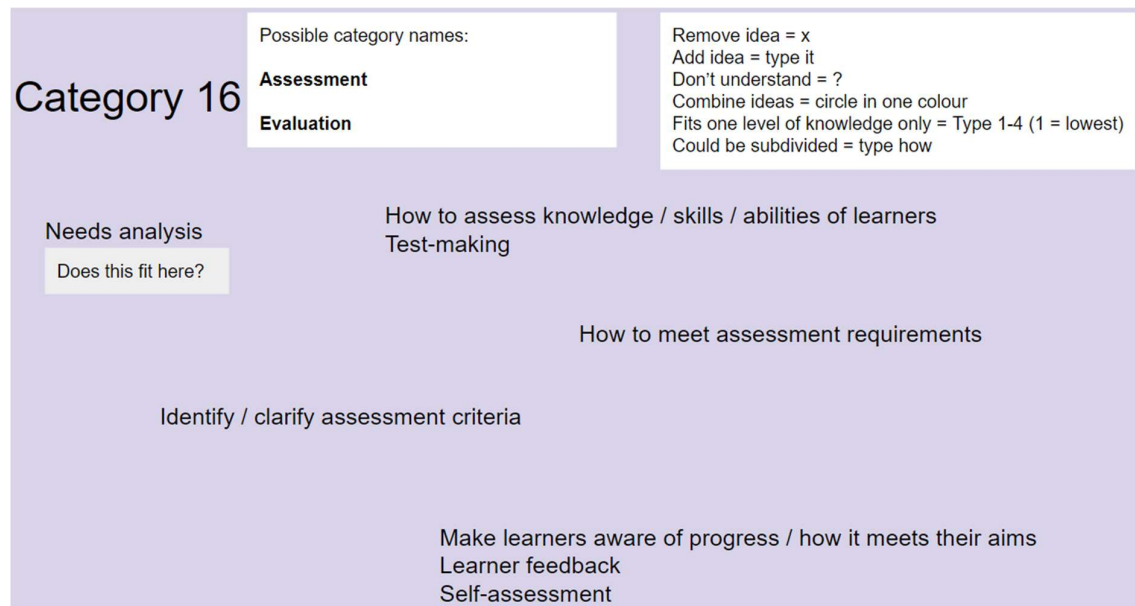 Category 16
Possible category names:
Assessment
Evaluation
Remove idea = x
Add idea = type it
Don't understand = ?
Combine ideas = circle in one colour
Fits one level of knowledge only = Type 1-4 (1 = lowest)
Could be subdivided = type how
Needs analysis
Does this fit here?
How to assess knowledge / skills / abilities of learners
Test-making
How to meet assessment requirements
Identify / clarify assessment criteria
Make learners aware of progress / how it meets their aims
Learner feedback
Self-assessment